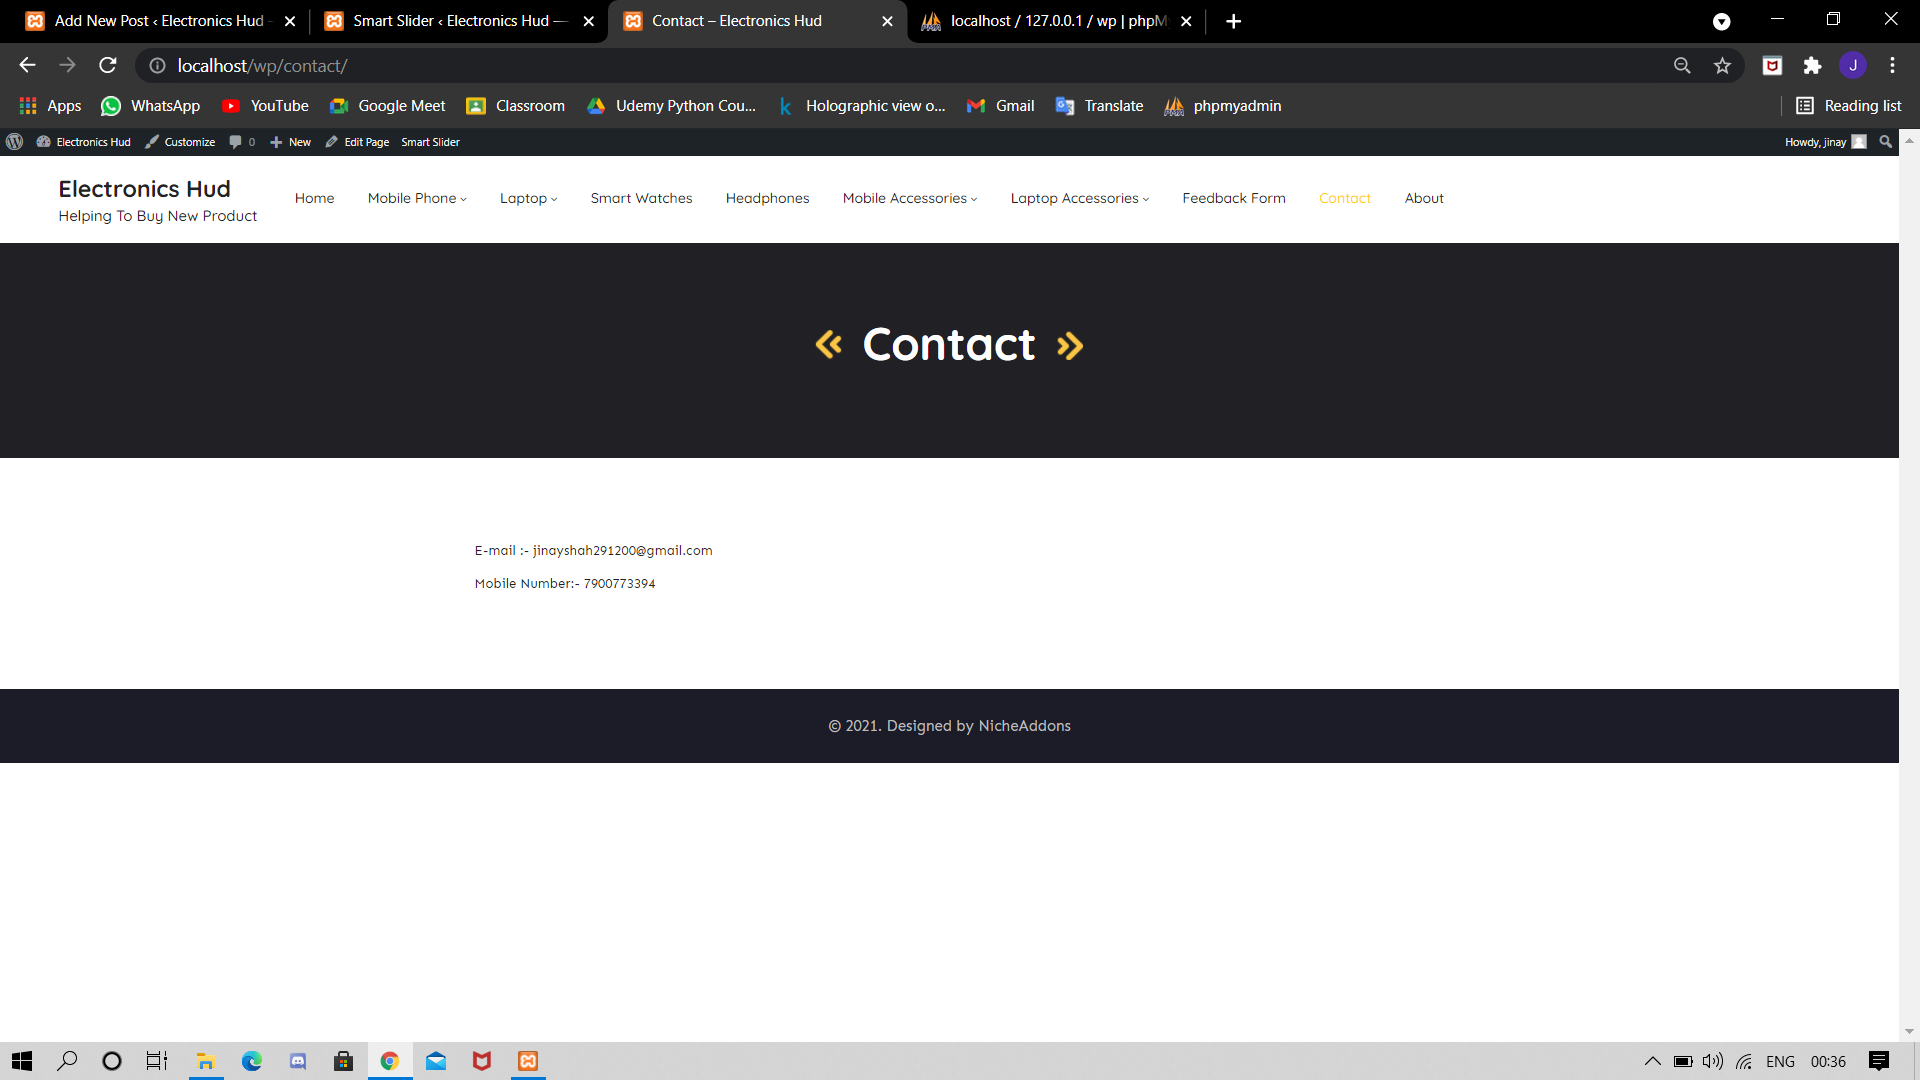 Add New Post ‹ Electronics Hud
Smart Slider ‹ Electronics Hud —
Contact – Electronics Hud
localhost / 127.0.0.1 / wp | phpM
localhost/wp/contact/
J
Apps
WhatsApp
YouTube
Google Meet
Classroom
Udemy Python Cou...
Holographic view o...
Gmail
Translate
phpmyadmin
Reading list
Electronics Hud
Customize
0
New
Edit Page
Smart Slider
Howdy, jinay
Electronics Hud
Helping To Buy New Product
Home
Mobile Phone
Laptop
Smart Watches
Headphones
Mobile Accessories
Laptop Accessories
Feedback Form
Contact
About
« Contact »
E-mail :- jinayshah291200@gmail.com
Mobile Number:- 7900773394
© 2021. Designed by NicheAddons
ENG
00:36